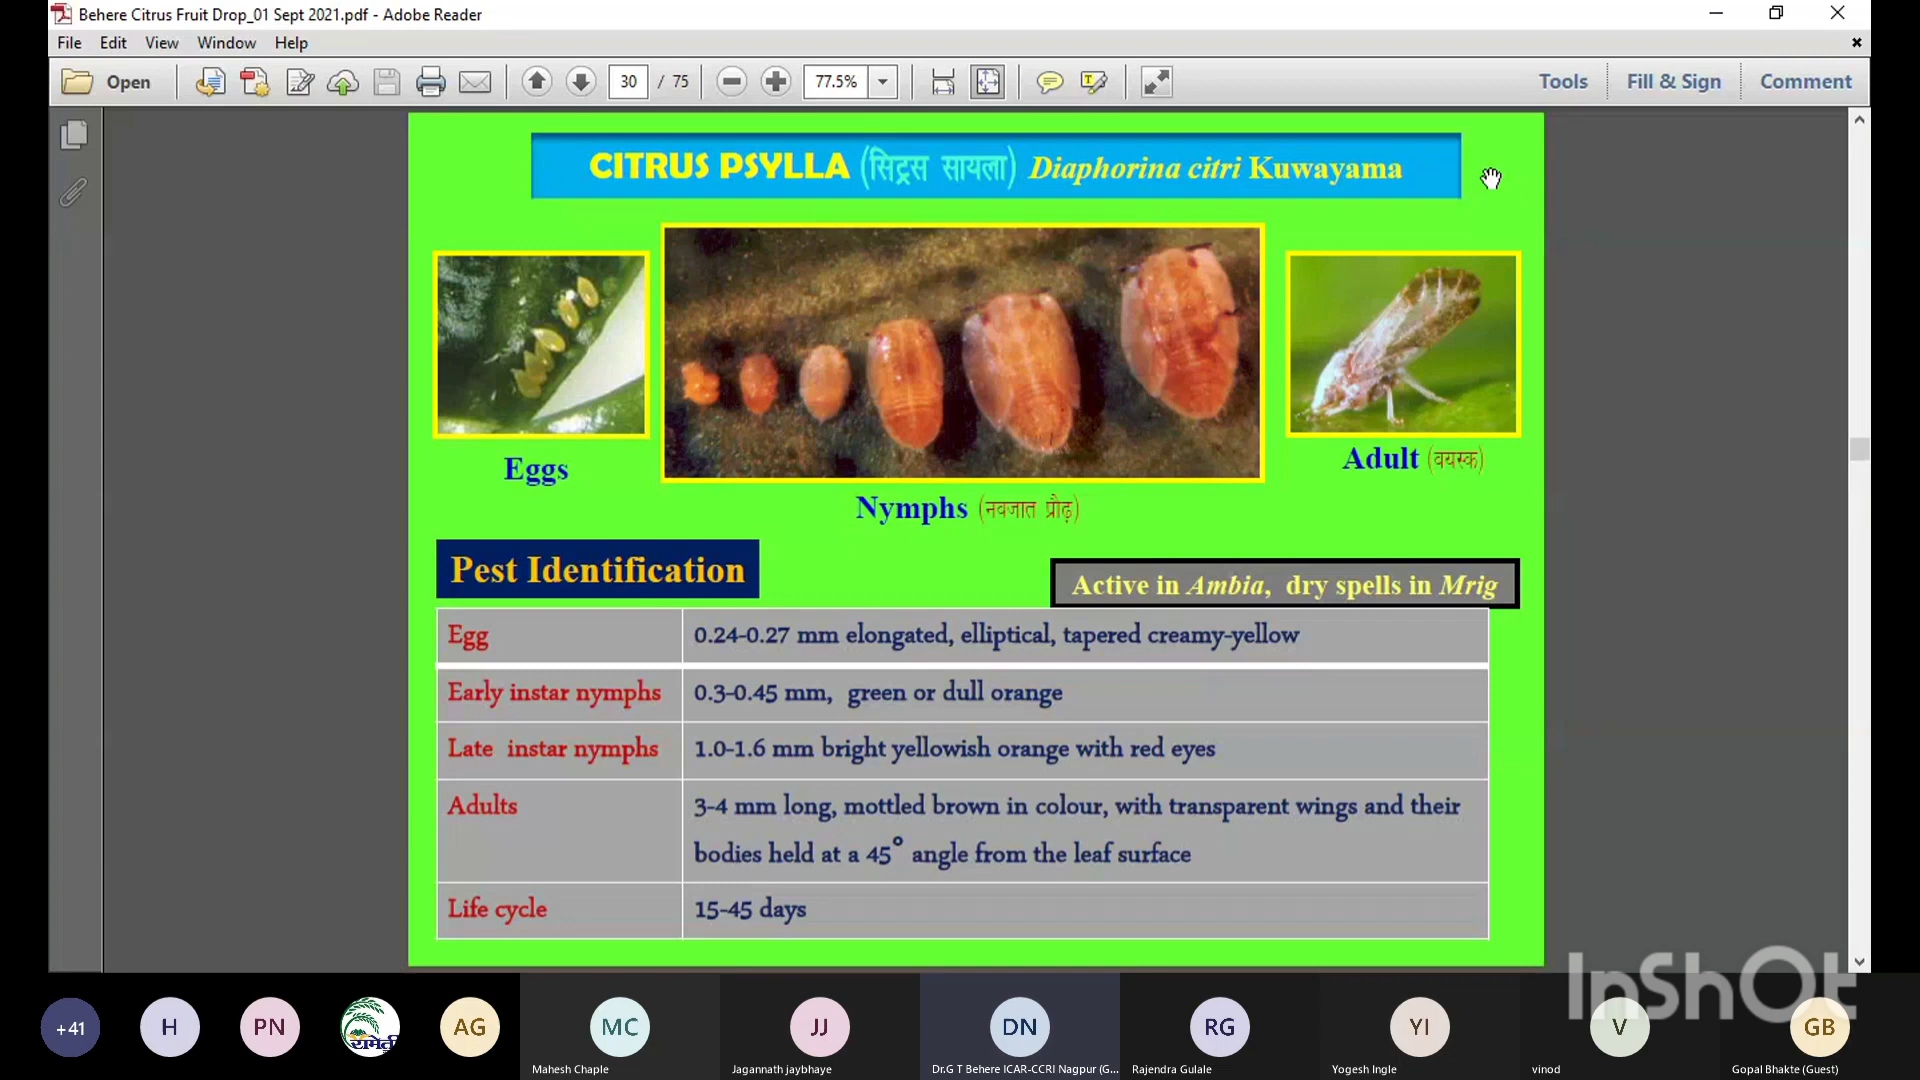 Behere Citrus Fruit Drop_01 Sept 2021.pdf - Adobe Reader
File Edit View Window Help
Open 30 / 75 77.5% Tools Fill & Sign Comment
CITRUS PSYLLA (सिट्रस सायला) Diaphorina citri Kuwayama
Eggs
Nymphs (नवजात प्रौढ़)
Adult (वयस्क)
Pest Identification
Active in Ambia, dry spells in Mrig
Egg 0.24-0.27 mm elongated, elliptical, tapered creamy-yellow
Early instar nymphs 0.3-0.45 mm, green or dull orange
Late instar nymphs 1.0-1.6 mm bright yellowish orange with red eyes
Adults 3-4 mm long, mottled brown in colour, with transparent wings and their
bodies held at a 45° angle from the leaf surface
Life cycle 15-45 days
InShOt
+41 H PN रामेती AG MC JJ DN RG YI V GB
Mahesh Chaple Jagannath jaybhaye Dr.G T Behere ICAR-CCRI Nagpur (G... Rajendra Gulale Yogesh Ingle vinod Gopal Bhakte (Guest)